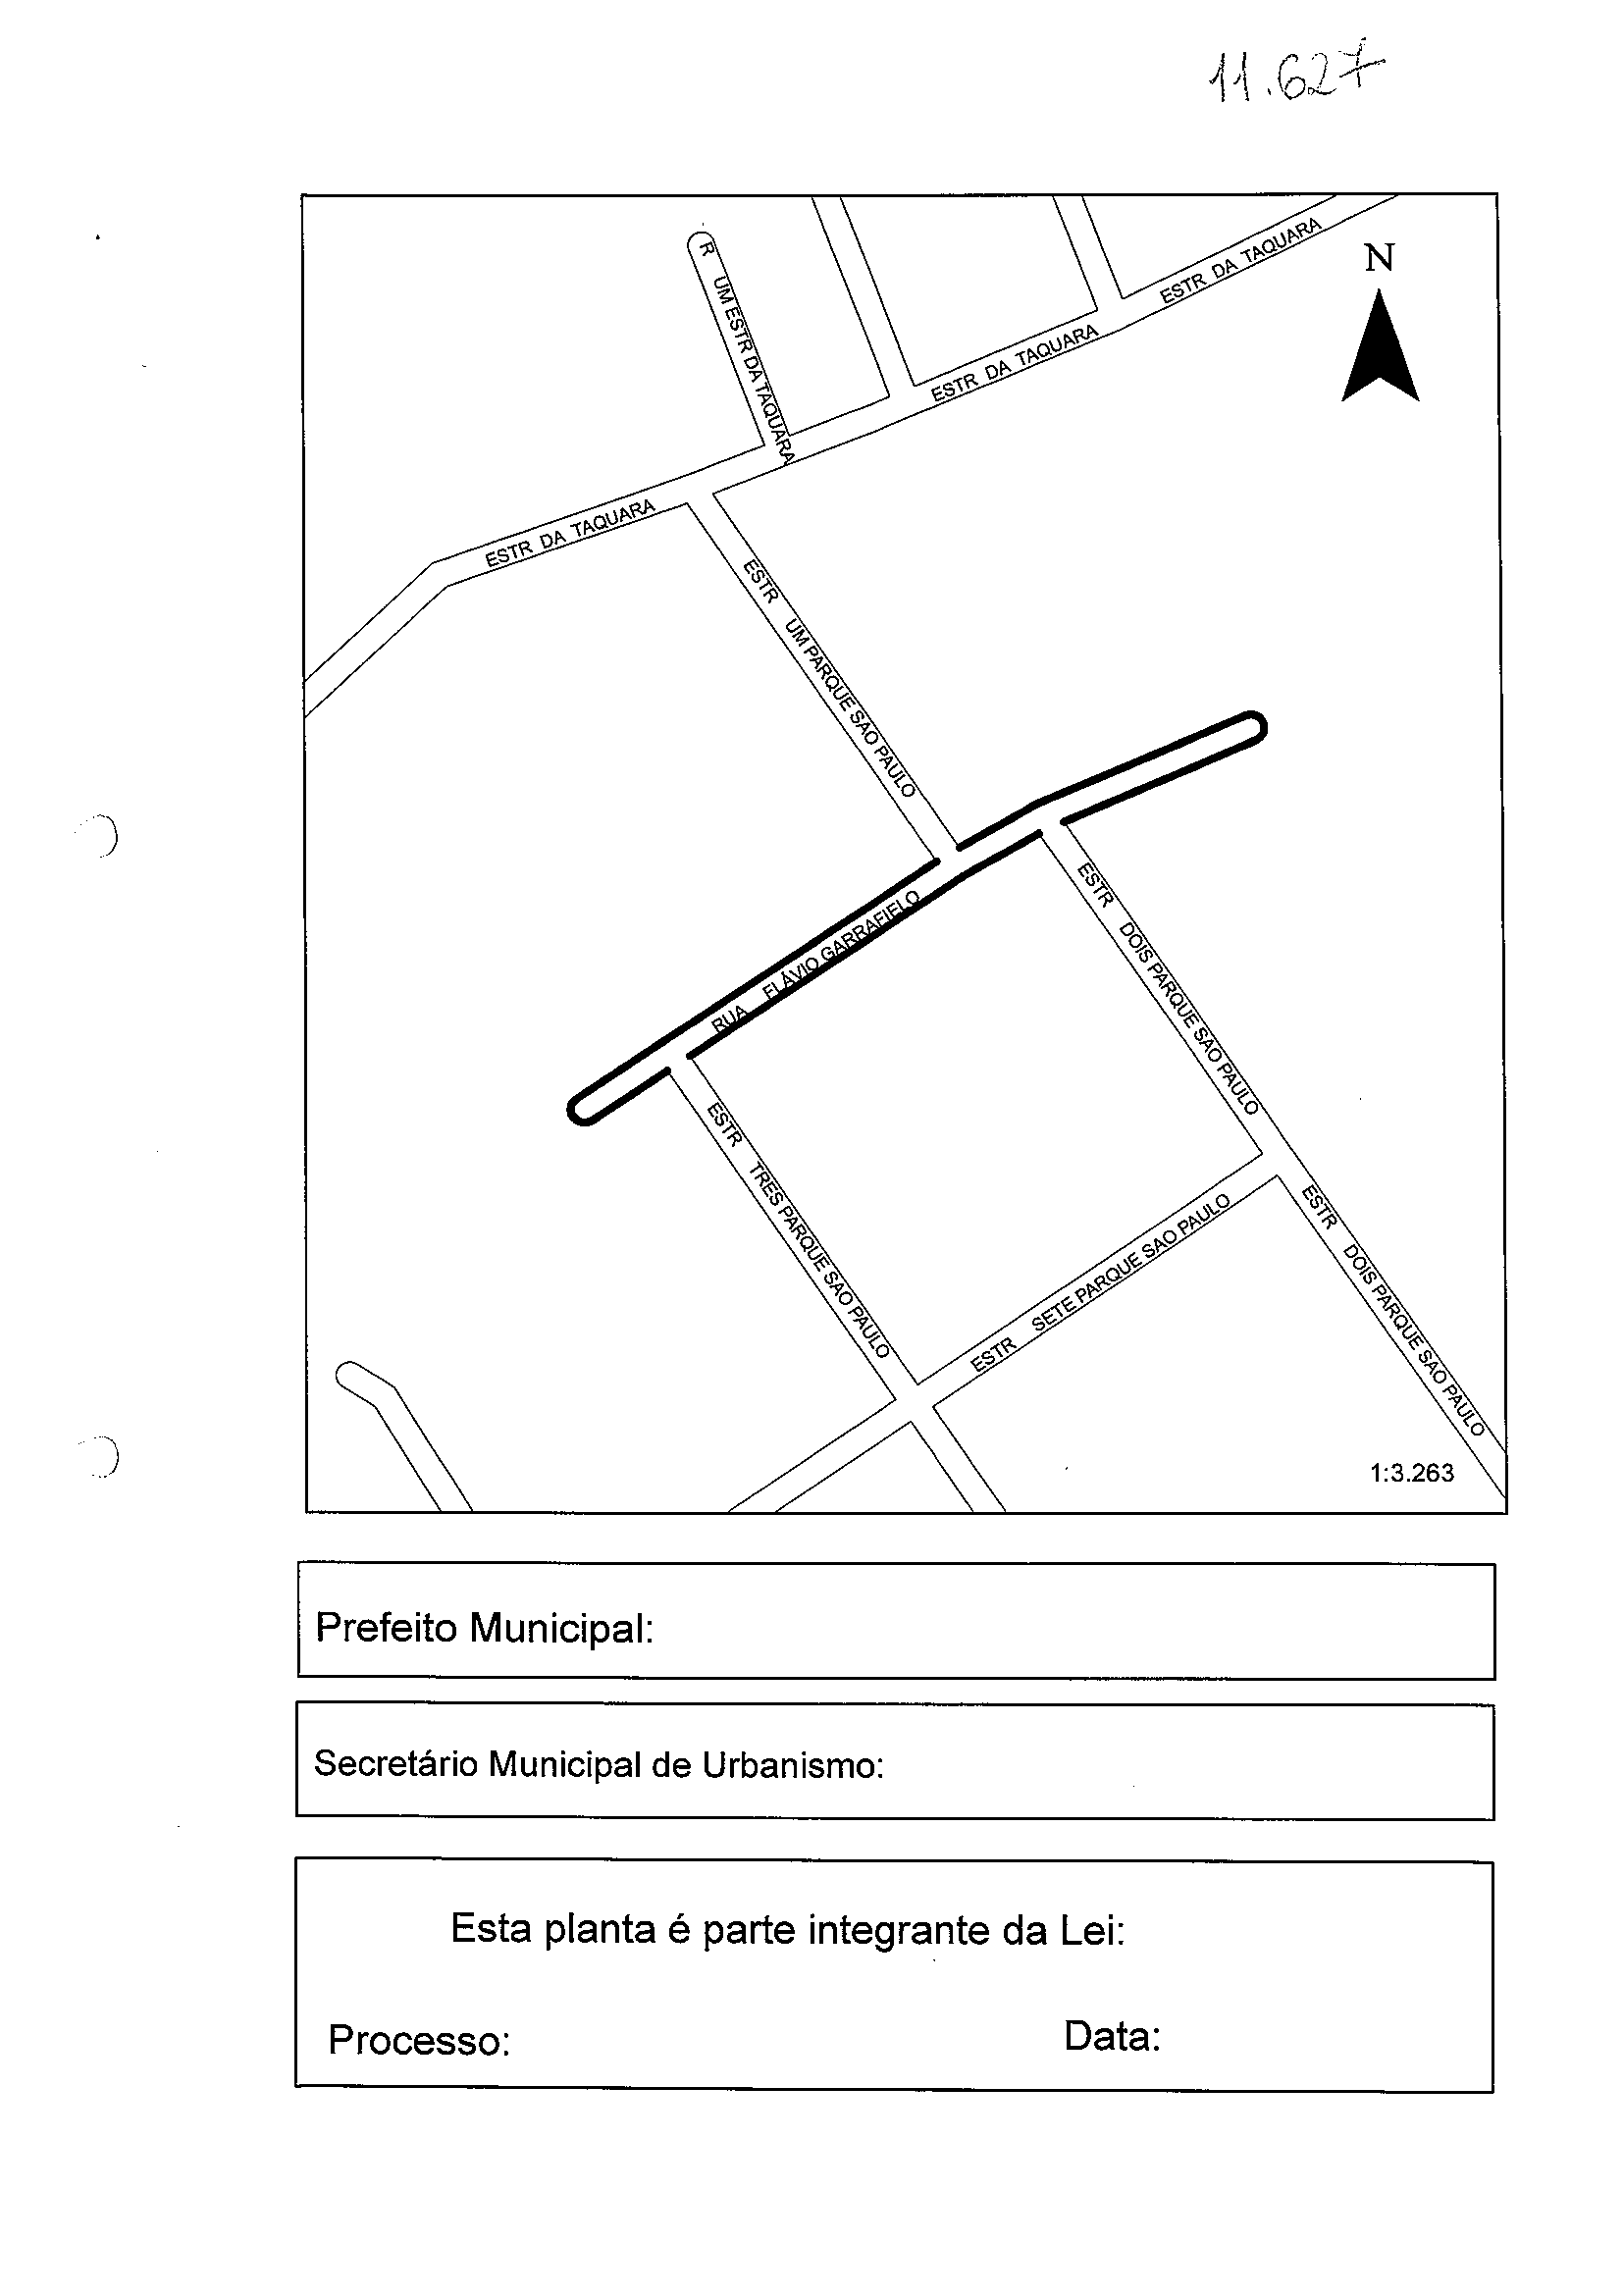 11.627
N
ESTR DA TAQUARA
R UM ESTR DA TAQUARA
ESTR DA TAQUARA
ESTR DA TAQUARA
ESTR UM PARQUE SAO PAULO
RUA FLÁVIO GARRAFIELO
ESTR DOIS PARQUE SAO PAULO
ESTR TRES PARQUE SAO PAULO
ESTR SETE PARQUE SAO PAULO
ESTR DOIS PARQUE SAO PAULO
1:3.263
Prefeito Municipal:
Secretário Municipal de Urbanismo:
Esta planta é parte integrante da Lei:
Processo:
Data: